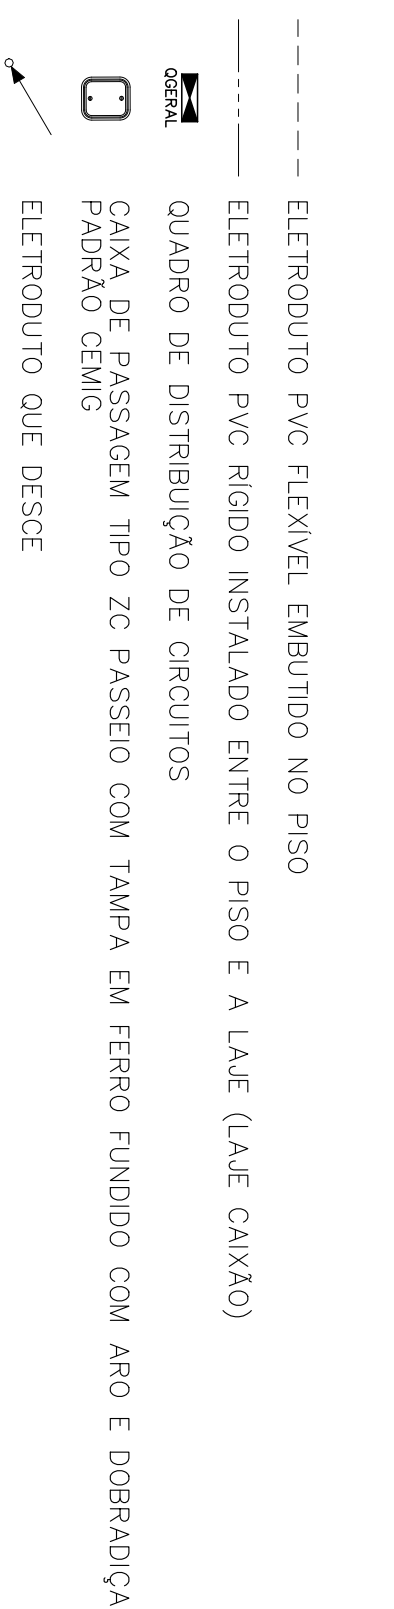 ELETRODUTO PVC FLEXÍVEL EMBUTIDO NO PISO
ELETRODUTO PVC RÍGIDO INSTALADO ENTRE O PISO E A LAJE (LAJE CAIXÃO)
QGERAL
QUADRO DE DISTRIBUIÇÃO DE CIRCUITOS
CAIXA DE PASSAGEM TIPO ZC PASSEIO COM TAMPA EM FERRO FUNDIDO COM ARO E DOBRADIÇA
PADRÃO CEMIG
ELETRODUTO QUE DESCE